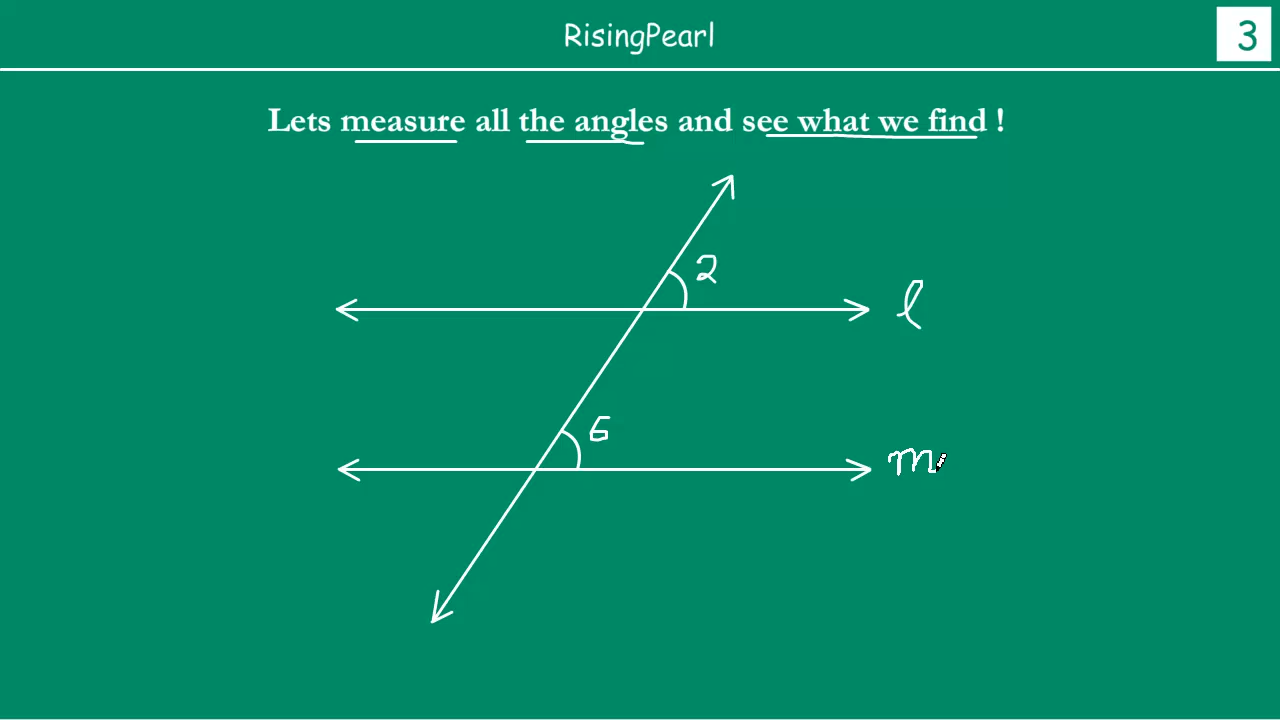 RisingPearl
3
Lets measure all the angles and see what we find !
2
l
6
m